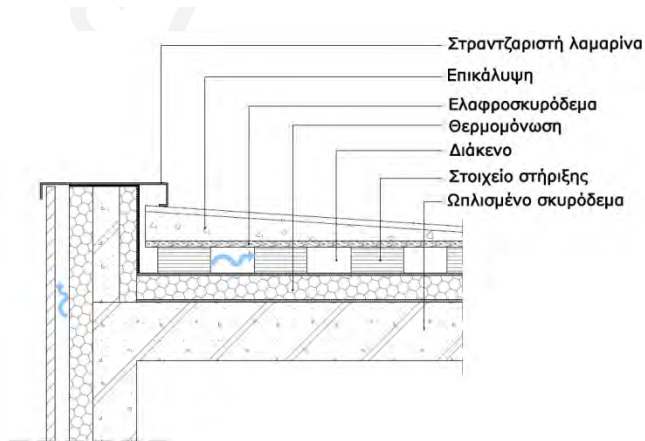 Στραντζαριστή λαμαρίνα
Επικάλυψη
Ελαφροσκυρόδεμα
Θερμομόνωση
Διάκενο
Στοιχείο στήριξης
Ωπλισμένο σκυρόδεμα